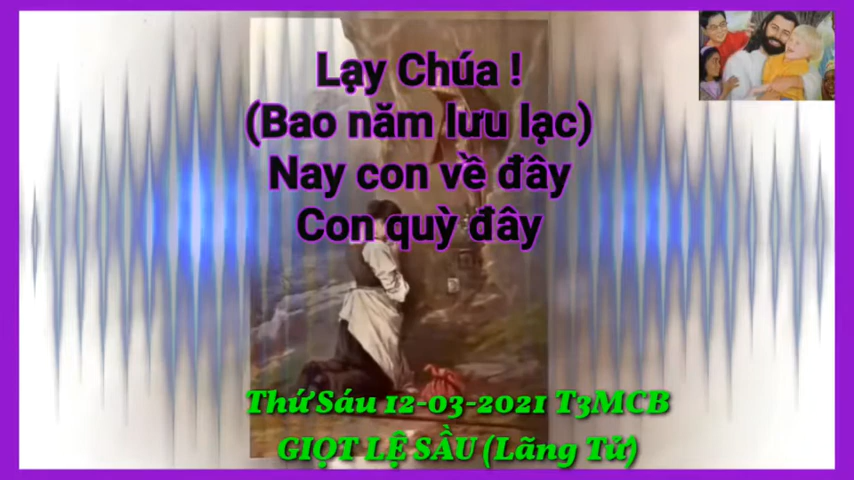 Lạy Chúa !
(Bao năm lưu lạc)
Nay con về đây
Con quỳ đây
Thứ Sáu 12-03-2021 T3MCB
GIỌT LỆ SẦU (Lãng Tử)